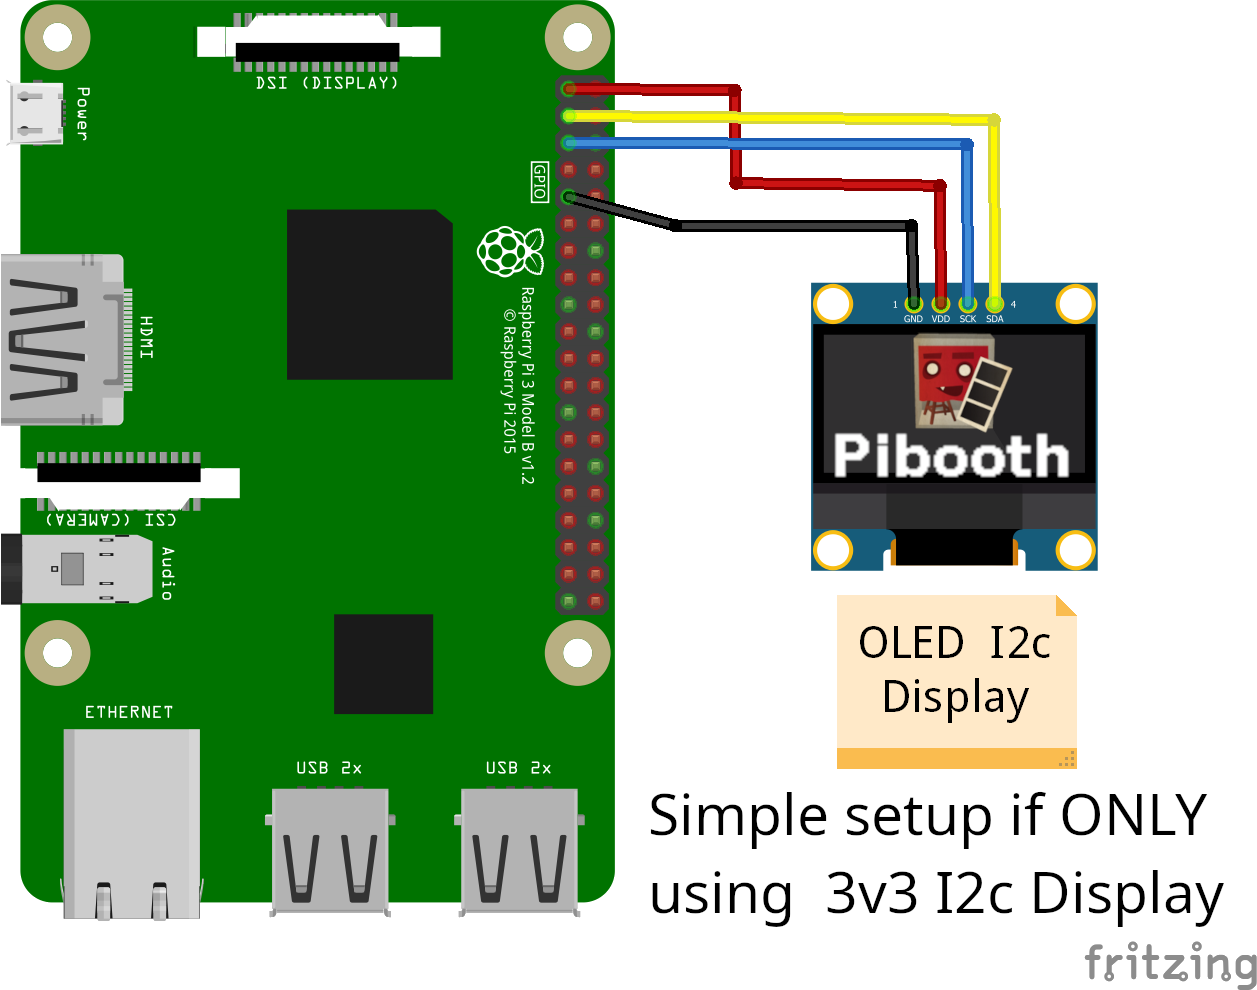 DSI (DISPLAY)
Power
GPIO
HDMI
Raspberry Pi 3 Model B v1.2
© Raspberry Pi 2015
CSI (CAMERA)
Audio
ETHERNET
USB 2x
USB 2x
1
4
GND VDD SCK SDA
Pibooth
OLED I2c
Display
Simple setup if ONLY
using 3v3 I2c Display
fritzing